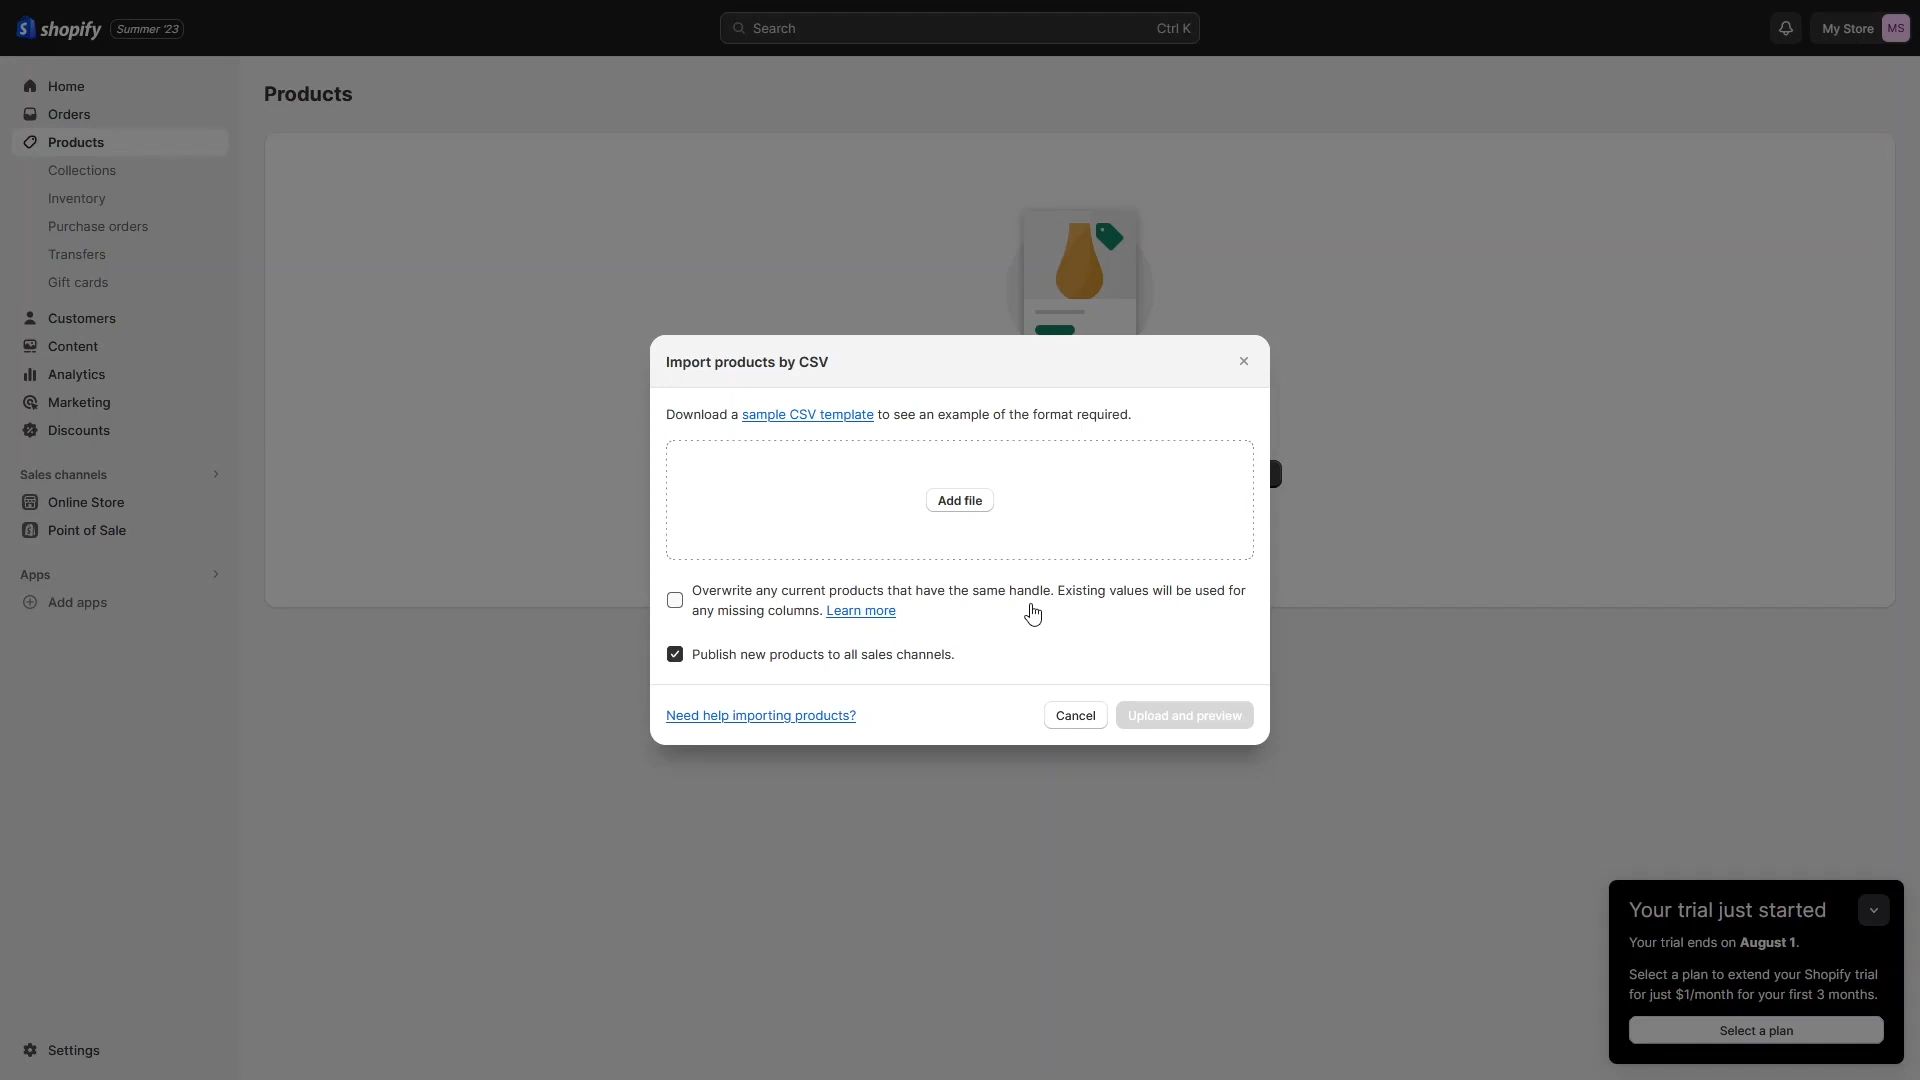 shopify Summer '23
Search Ctrl K
My Store MS
Home
Orders
Products
Collections
Inventory
Purchase orders
Transfers
Gift cards
Customers
Content
Analytics
Marketing
Discounts
Sales channels
Online Store
Point of Sale
Apps
Add apps
Settings
Products
Import products by CSV
Download a sample CSV template to see an example of the format required.
Add file
Overwrite any current products that have the same handle. Existing values will be used for
any missing columns. Learn more
Publish new products to all sales channels.
Need help importing products?
Cancel
Upload and preview
Your trial just started
Your trial ends on August 1.
Select a plan to extend your Shopify trial
for just $1/month for your first 3 months.
Select a plan